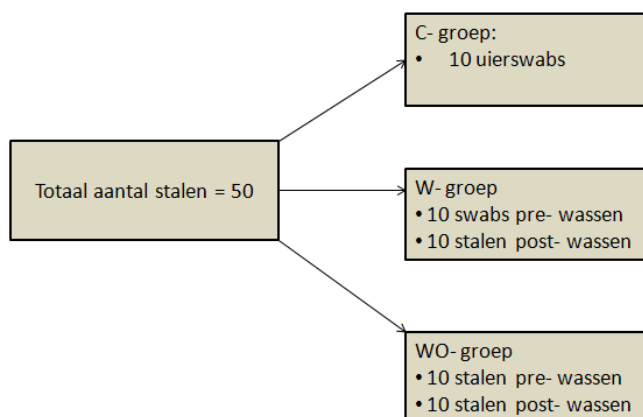 Totaal aantal stalen = 50
C- groep:
• 10 uierswabs
W- groep
• 10 swabs pre- wassen
• 10 stalen post- wassen
WO- groep
• 10 stalen pre- wassen
• 10 stalen post- wassen